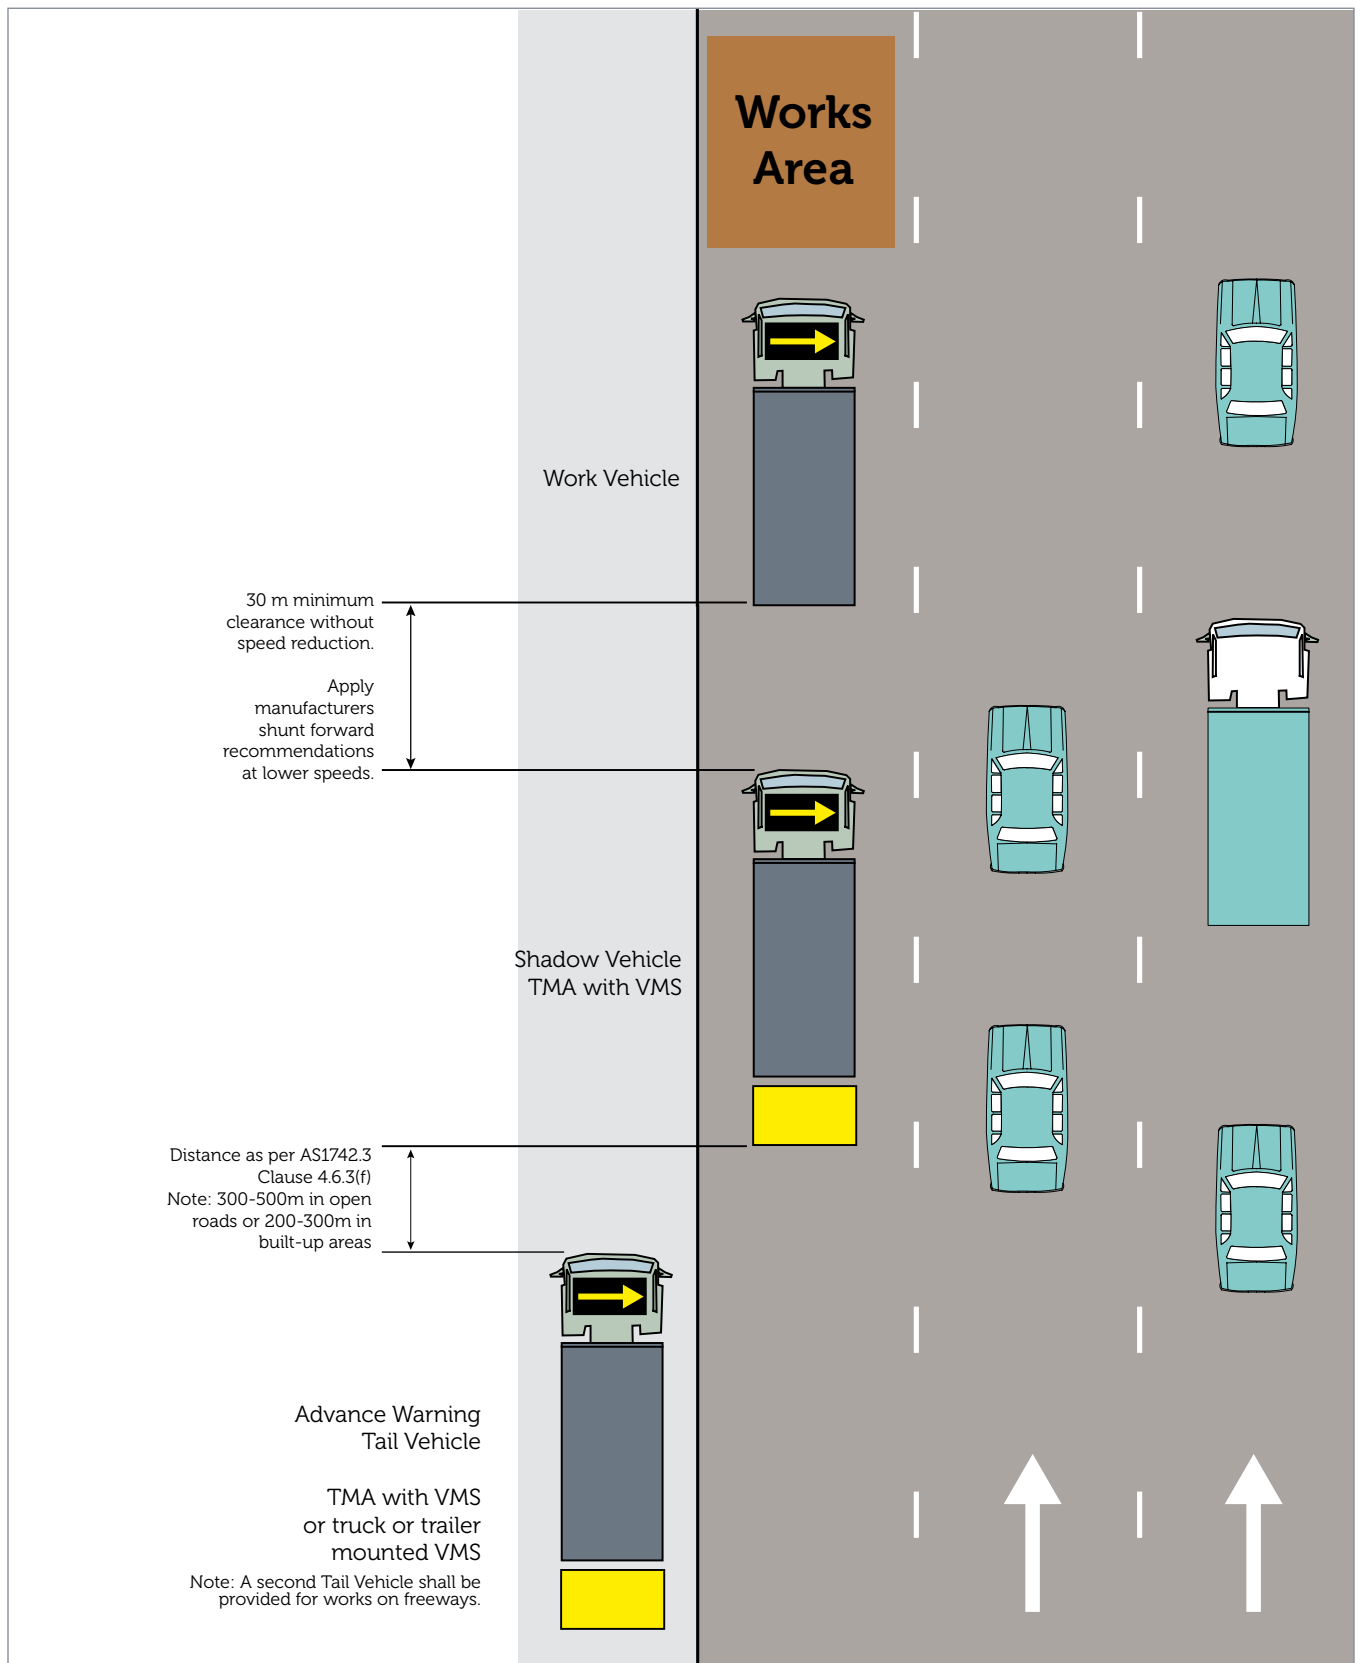 Works
Area
Work Vehicle
30 m minimum
clearance without
speed reduction.
Apply
manufacturers
shunt forward
recommendations
at lower speeds.
Shadow Vehicle
TMA with VMS
Distance as per AS1742.3
Clause 4.6.3(f)
Note: 300-500m in open
roads or 200-300m in
built-up areas
Advance Warning
Tail Vehicle
TMA with VMS
or truck or trailer
mounted VMS
Note: A second Tail Vehicle shall be
provided for works on freeways.